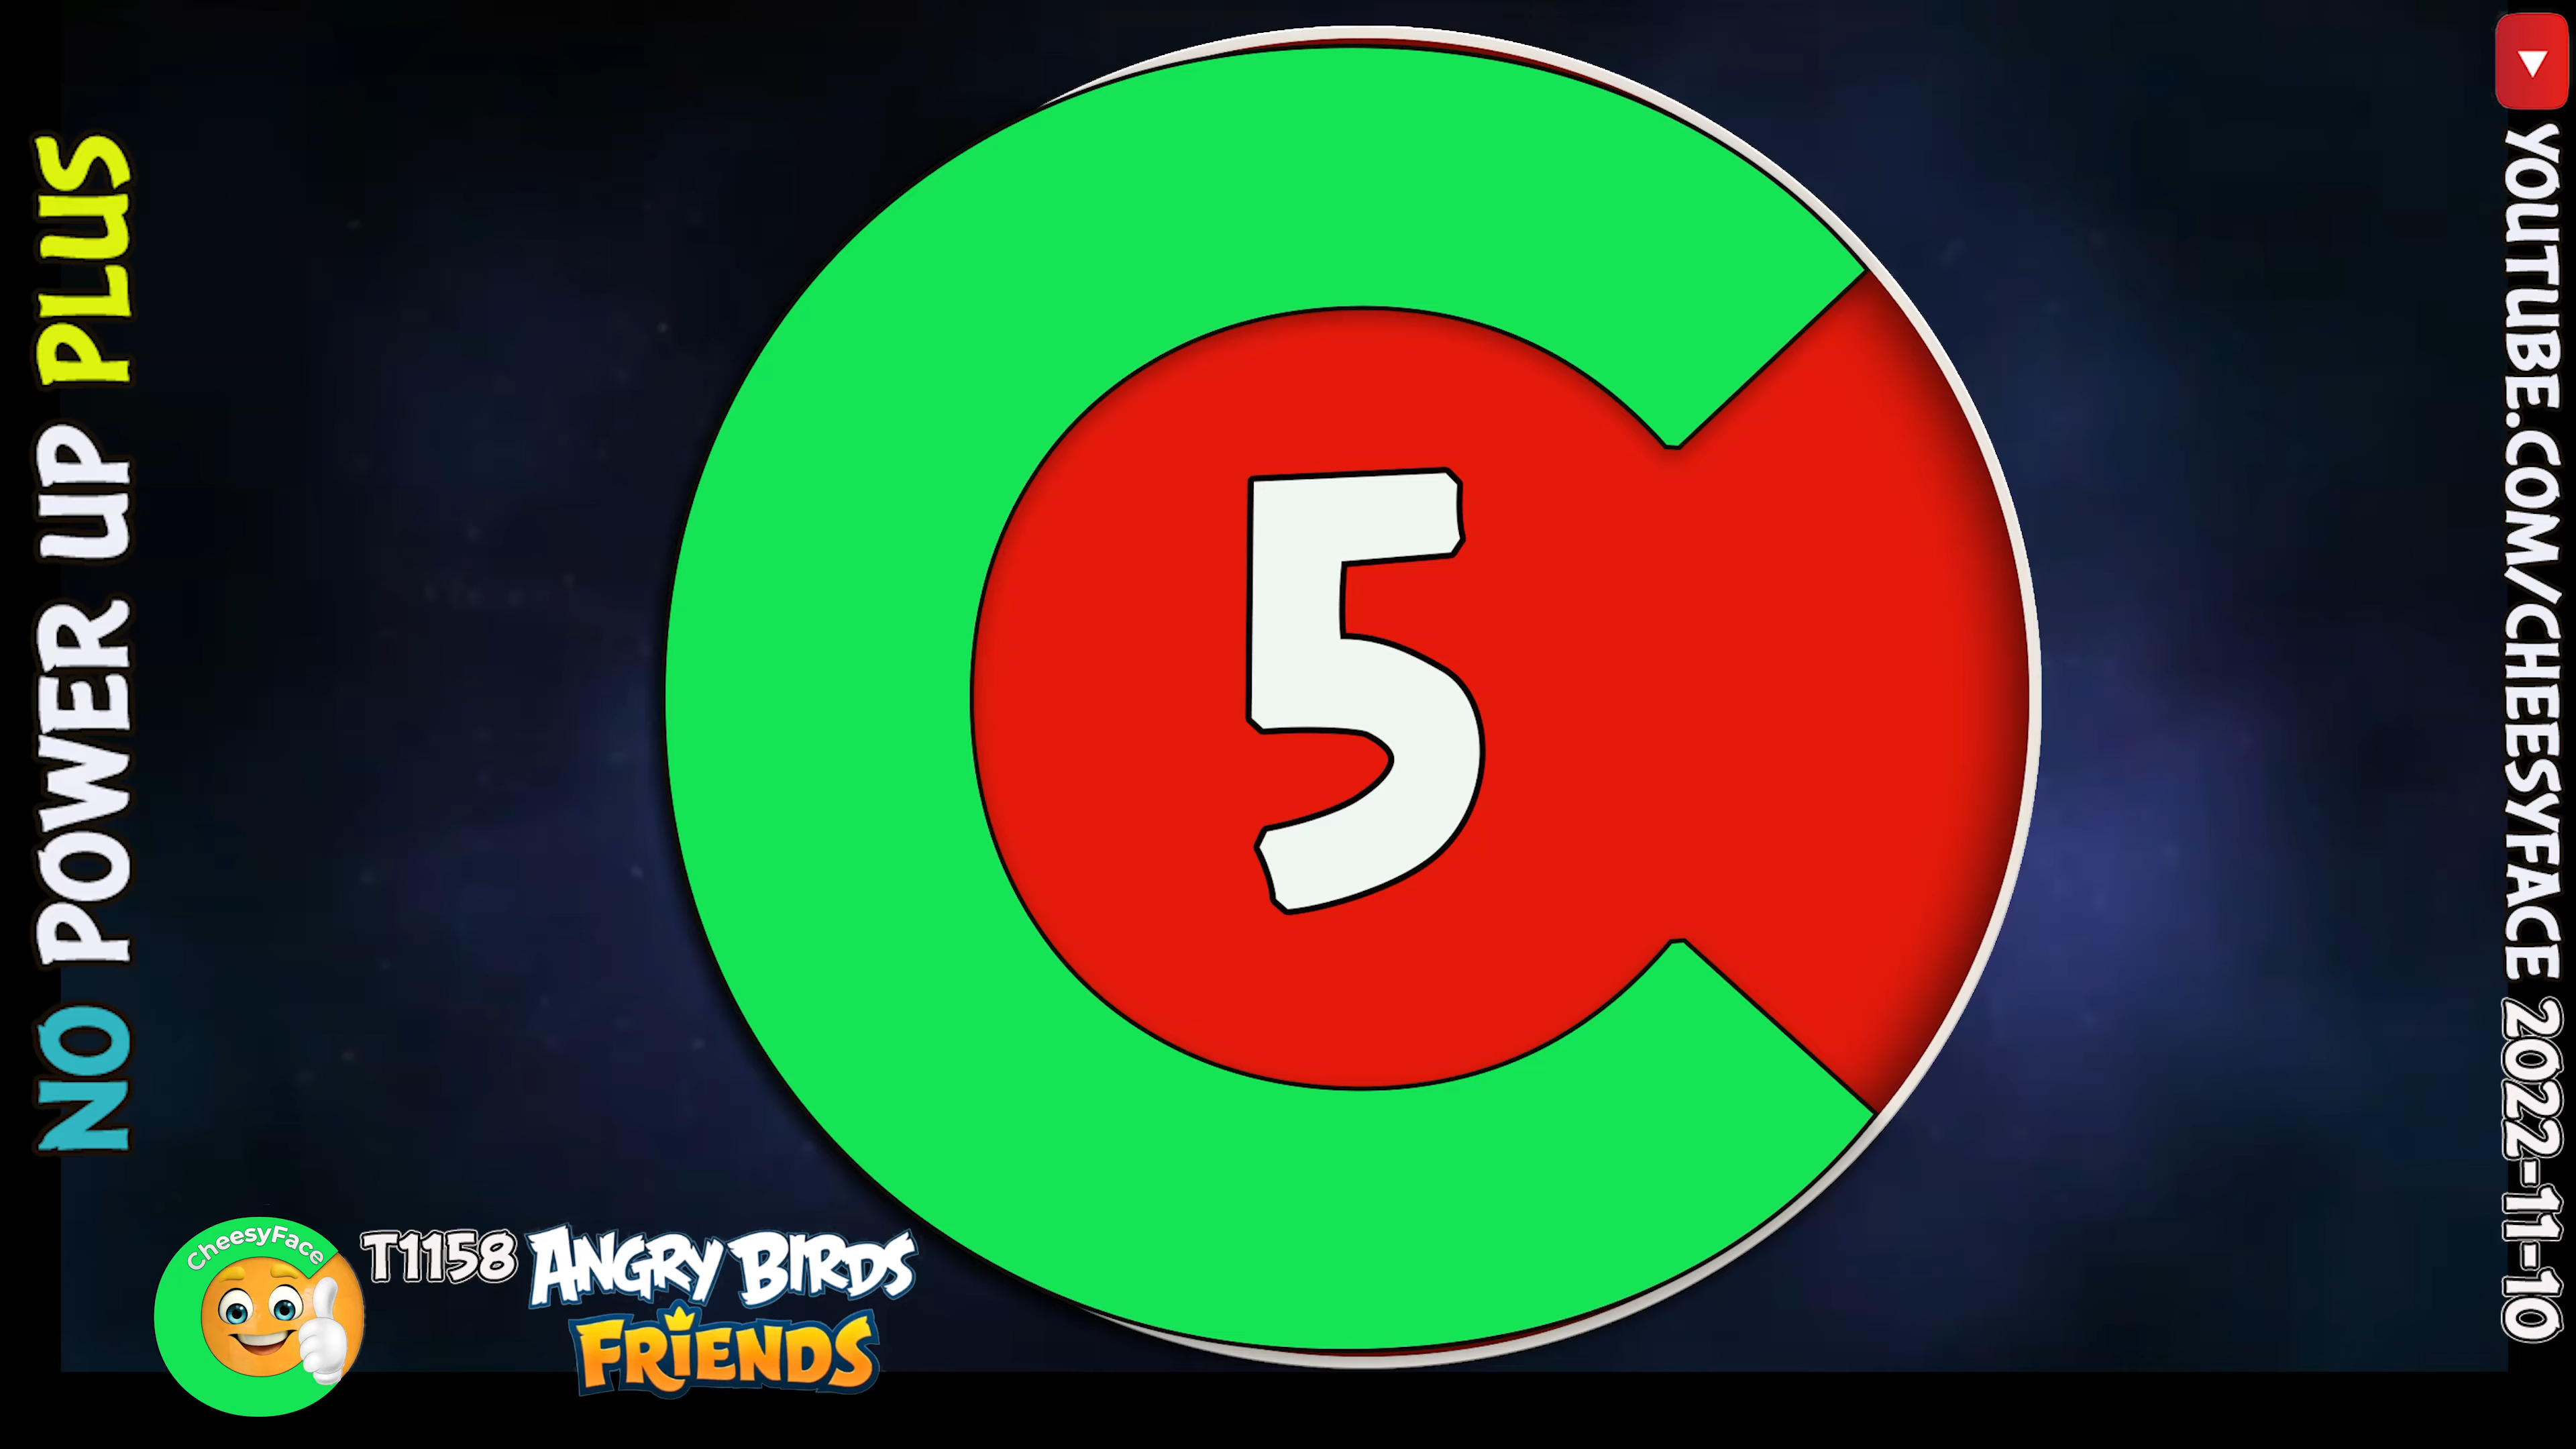 NO POWER UP PLUS
5
CheesyFace
T1158
ANGRY BIRDS
FRIENDS
YOUTUBE.COM/CHEESYFACE 2022-11-10